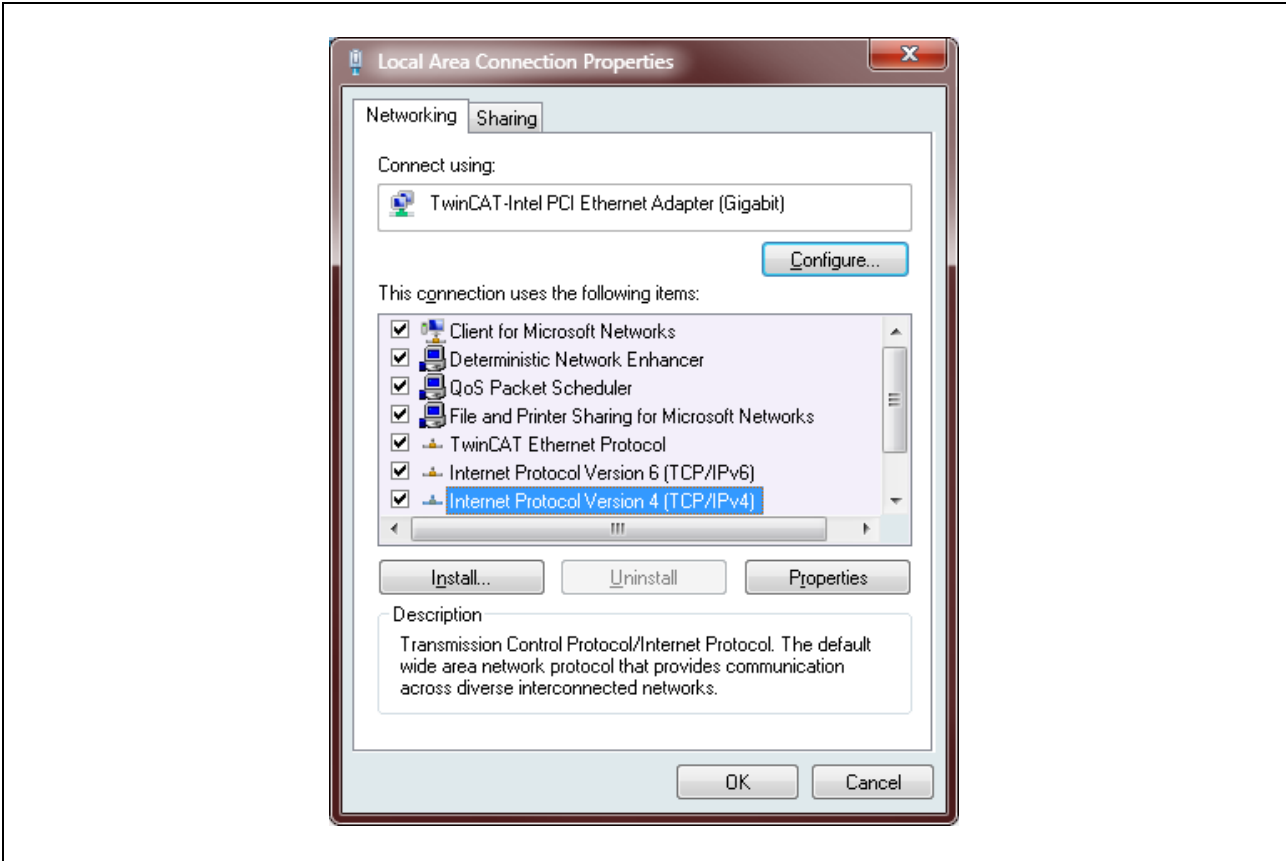 Local Area Connection Properties
Networking
Sharing
Connect using:
TwinCAT-Intel PCI Ethernet Adapter (Gigabit)
Configure...
This connection uses the following items:
Client for Microsoft Networks
Deterministic Network Enhancer
QoS Packet Scheduler
File and Printer Sharing for Microsoft Networks
TwinCAT Ethernet Protocol
Internet Protocol Version 6 (TCP/IPv6)
Internet Protocol Version 4 (TCP/IPv4)
Install...
Uninstall
Properties
Description
Transmission Control Protocol/Internet Protocol. The default
wide area network protocol that provides communication
across diverse interconnected networks.
OK
Cancel